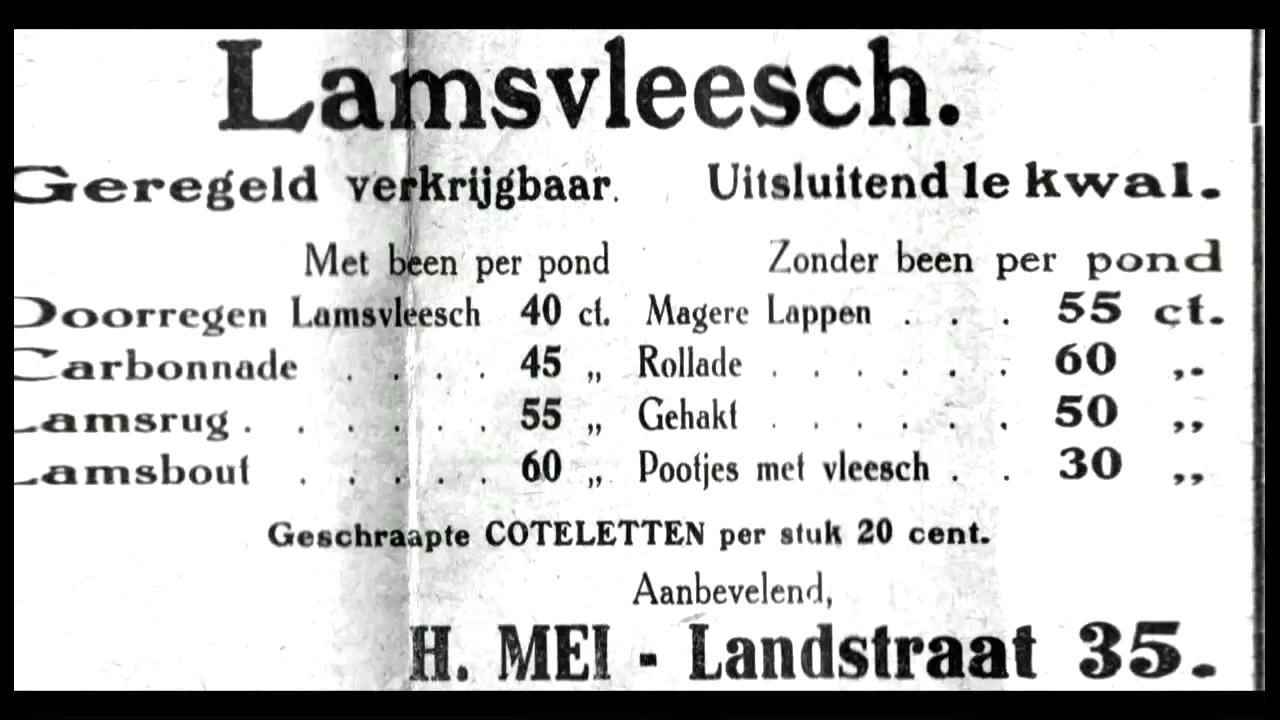 Lamsvleesch.
Geregeld verkrijgbaar. Uitsluitend 1e kwal.
Met been per pond Zonder been per pond
Doorregen Lamsvleesch 40 ct. Magere Lappen . . . 55 ct.
Carbonnade . . . . 45 „ Rollade . . . . . . 60 „
Lamsrug . . . . . . 55 „ Gehakt . . . . . . 50 „
Lamsbout . . . . . 60 „ Pootjes met vleesch . . 30 „
Geschraapte COTELETTEN per stuk 20 cent.
Aanbevelend,
H. MEI - Landstraat 35.